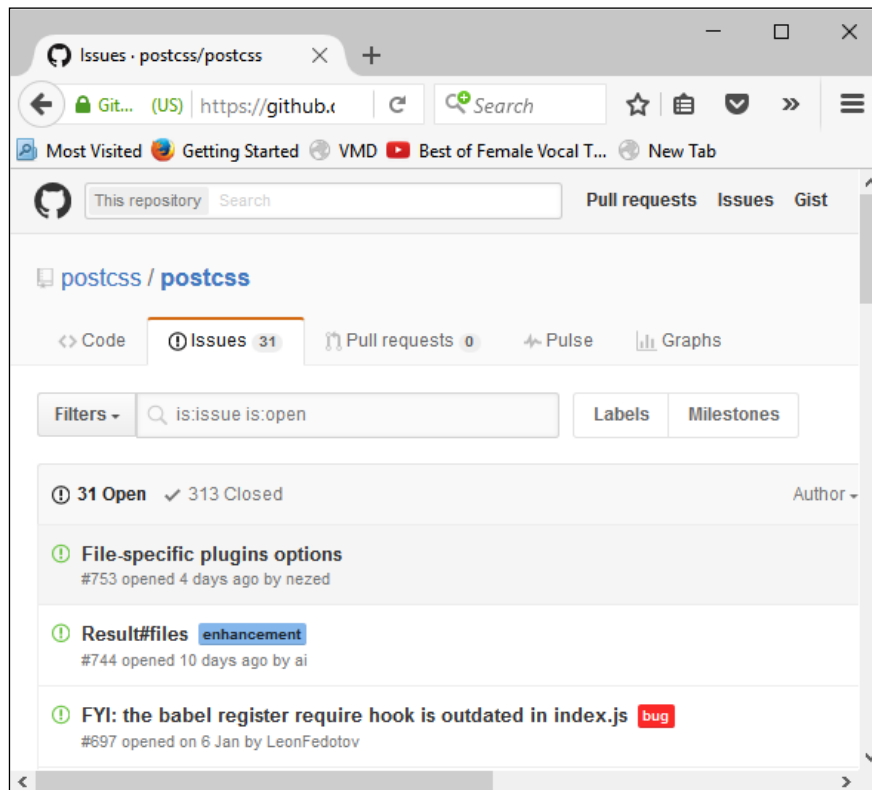 Issues · postcss/postcss
Git... (US) https://github.c Search
Most Visited Getting Started VMD Best of Female Vocal T... New Tab
This repository Search Pull requests Issues Gist
postcss / postcss
Code Issues 31 Pull requests 0 Pulse Graphs
Filters is:issue is:open Labels Milestones
31 Open 313 Closed Author
File-specific plugins options
#753 opened 4 days ago by nezed
Result#files enhancement
#744 opened 10 days ago by ai
FYI: the babel register require hook is outdated in index.js bug
#697 opened on 6 Jan by LeonFedotov